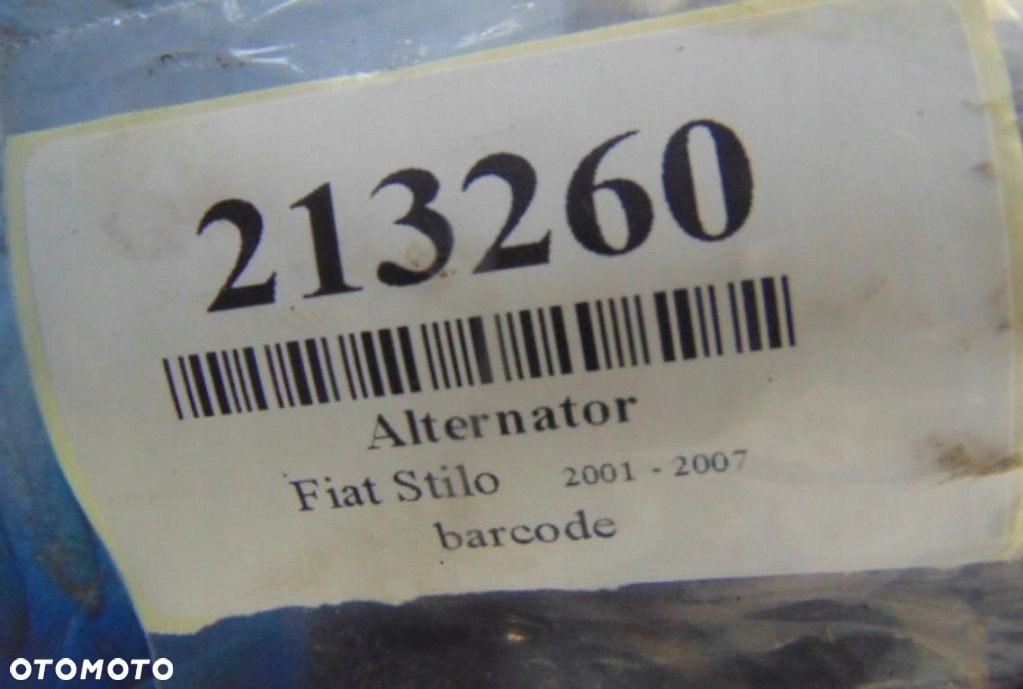 213260
Alternator
Fiat Stilo 2001 - 2007
barcode
OTOMOTO